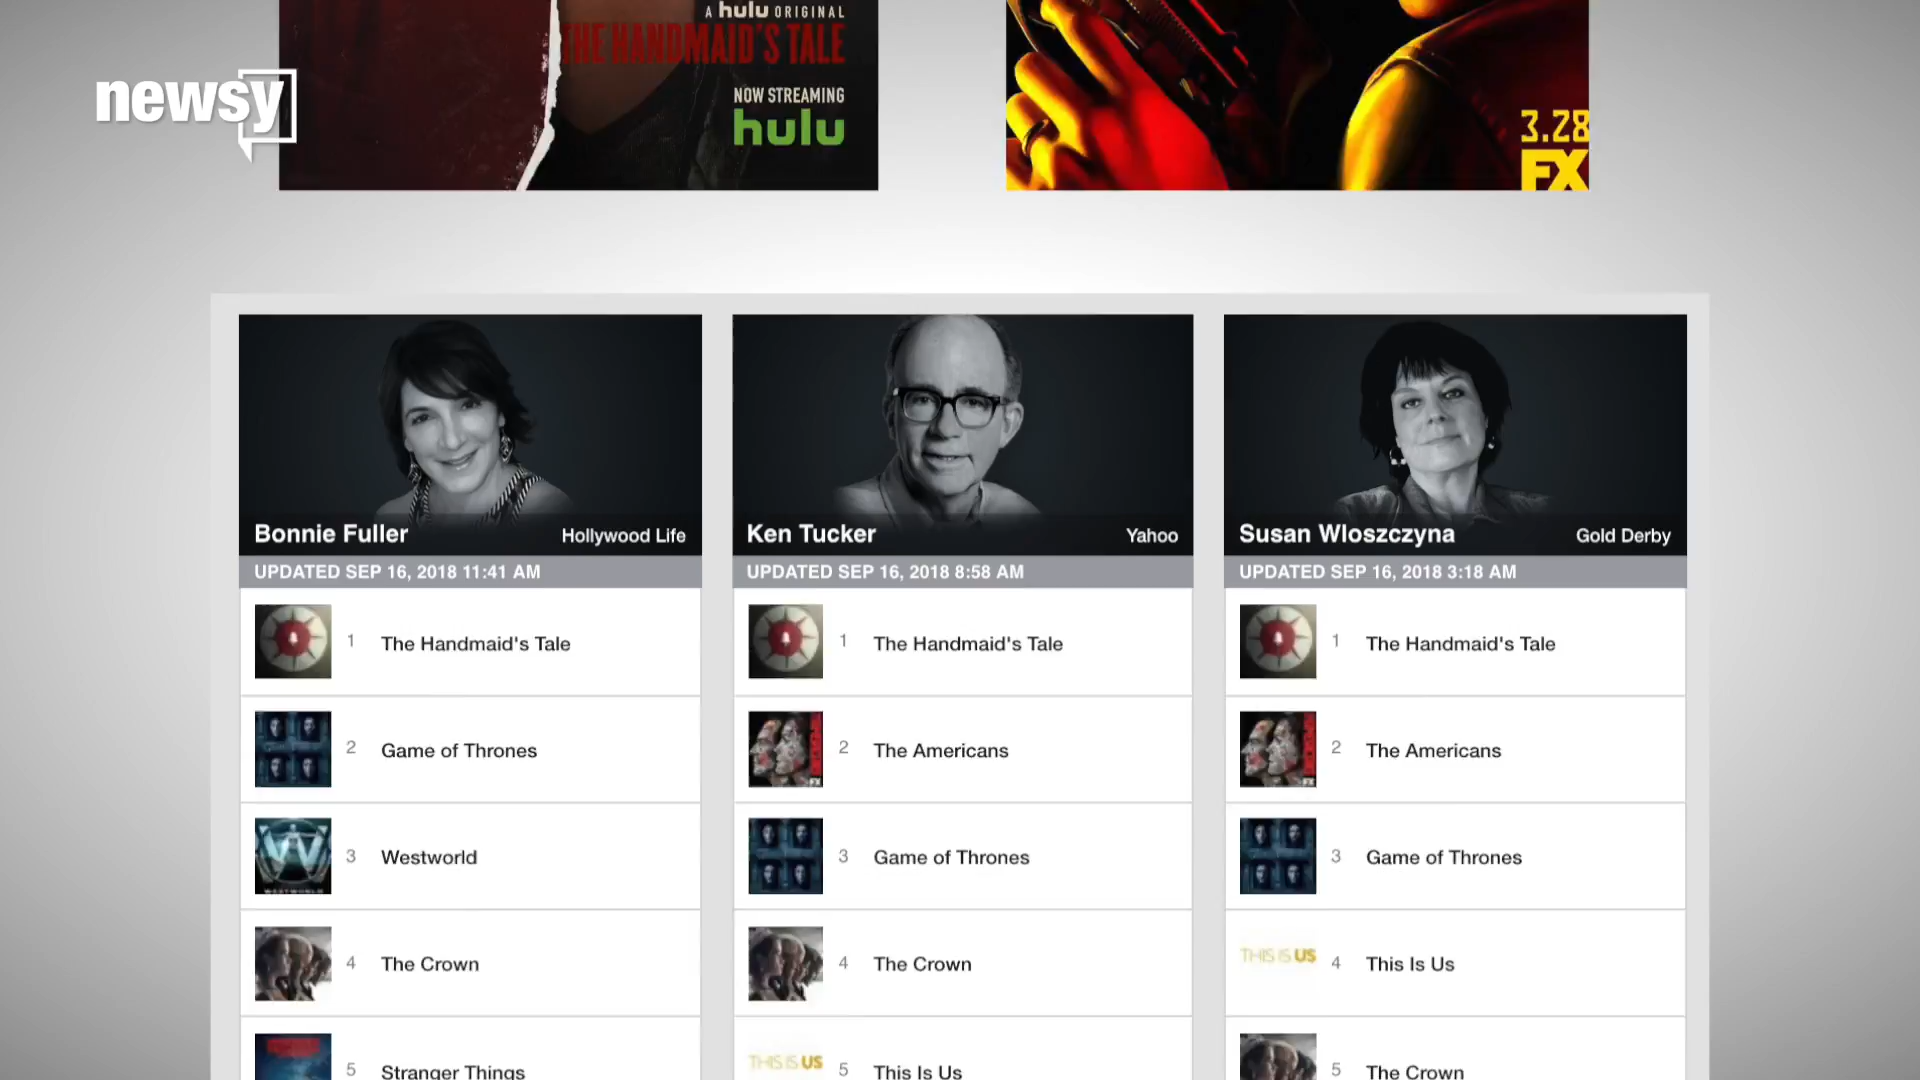 A hulu ORIGINAL
THE HANDMAID'S TALE
NOW STREAMING
hulu
newsy
3.28
FX
Bonnie Fuller
Hollywood Life
UPDATED SEP 16, 2018 11:41 AM
1 The Handmaid's Tale
2 Game of Thrones
3 Westworld
WESTWORLD
4 The Crown
5 Stranger Things
Ken Tucker
Yahoo
UPDATED SEP 16, 2018 8:58 AM
1 The Handmaid's Tale
2 The Americans
3 Game of Thrones
4 The Crown
THIS IS US
5 This Is Us
Susan Wloszczyna
Gold Derby
UPDATED SEP 16, 2018 3:18 AM
1 The Handmaid's Tale
2 The Americans
3 Game of Thrones
THIS IS US
4 This Is Us
5 The Crown